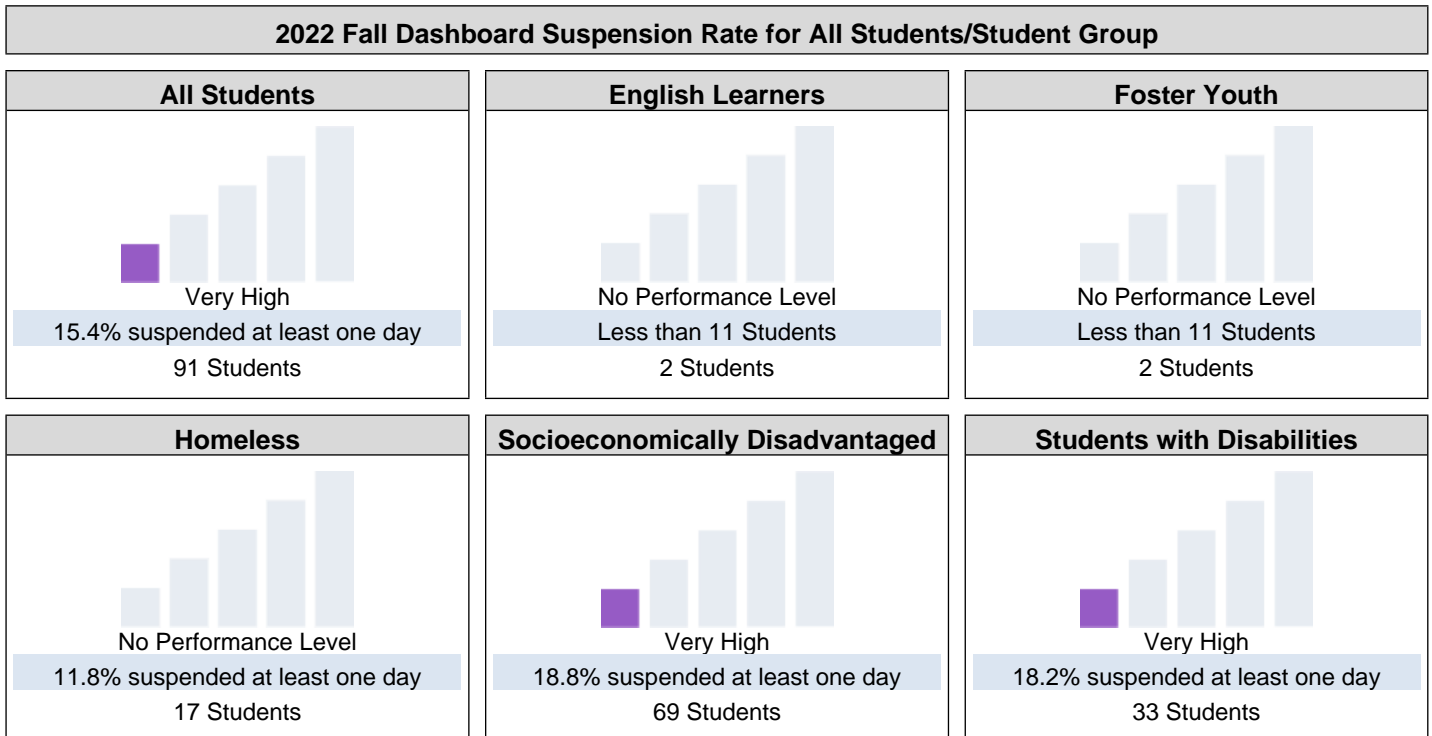 2022 Fall Dashboard Suspension Rate for All Students/Student Group
All Students
Very High
15.4% suspended at least one day
91 Students
English Learners
No Performance Level
Less than 11 Students
2 Students
Foster Youth
No Performance Level
Less than 11 Students
2 Students
Homeless
No Performance Level
11.8% suspended at least one day
17 Students
Socioeconomically Disadvantaged
Very High
18.8% suspended at least one day
69 Students
Students with Disabilities
Very High
18.2% suspended at least one day
33 Students